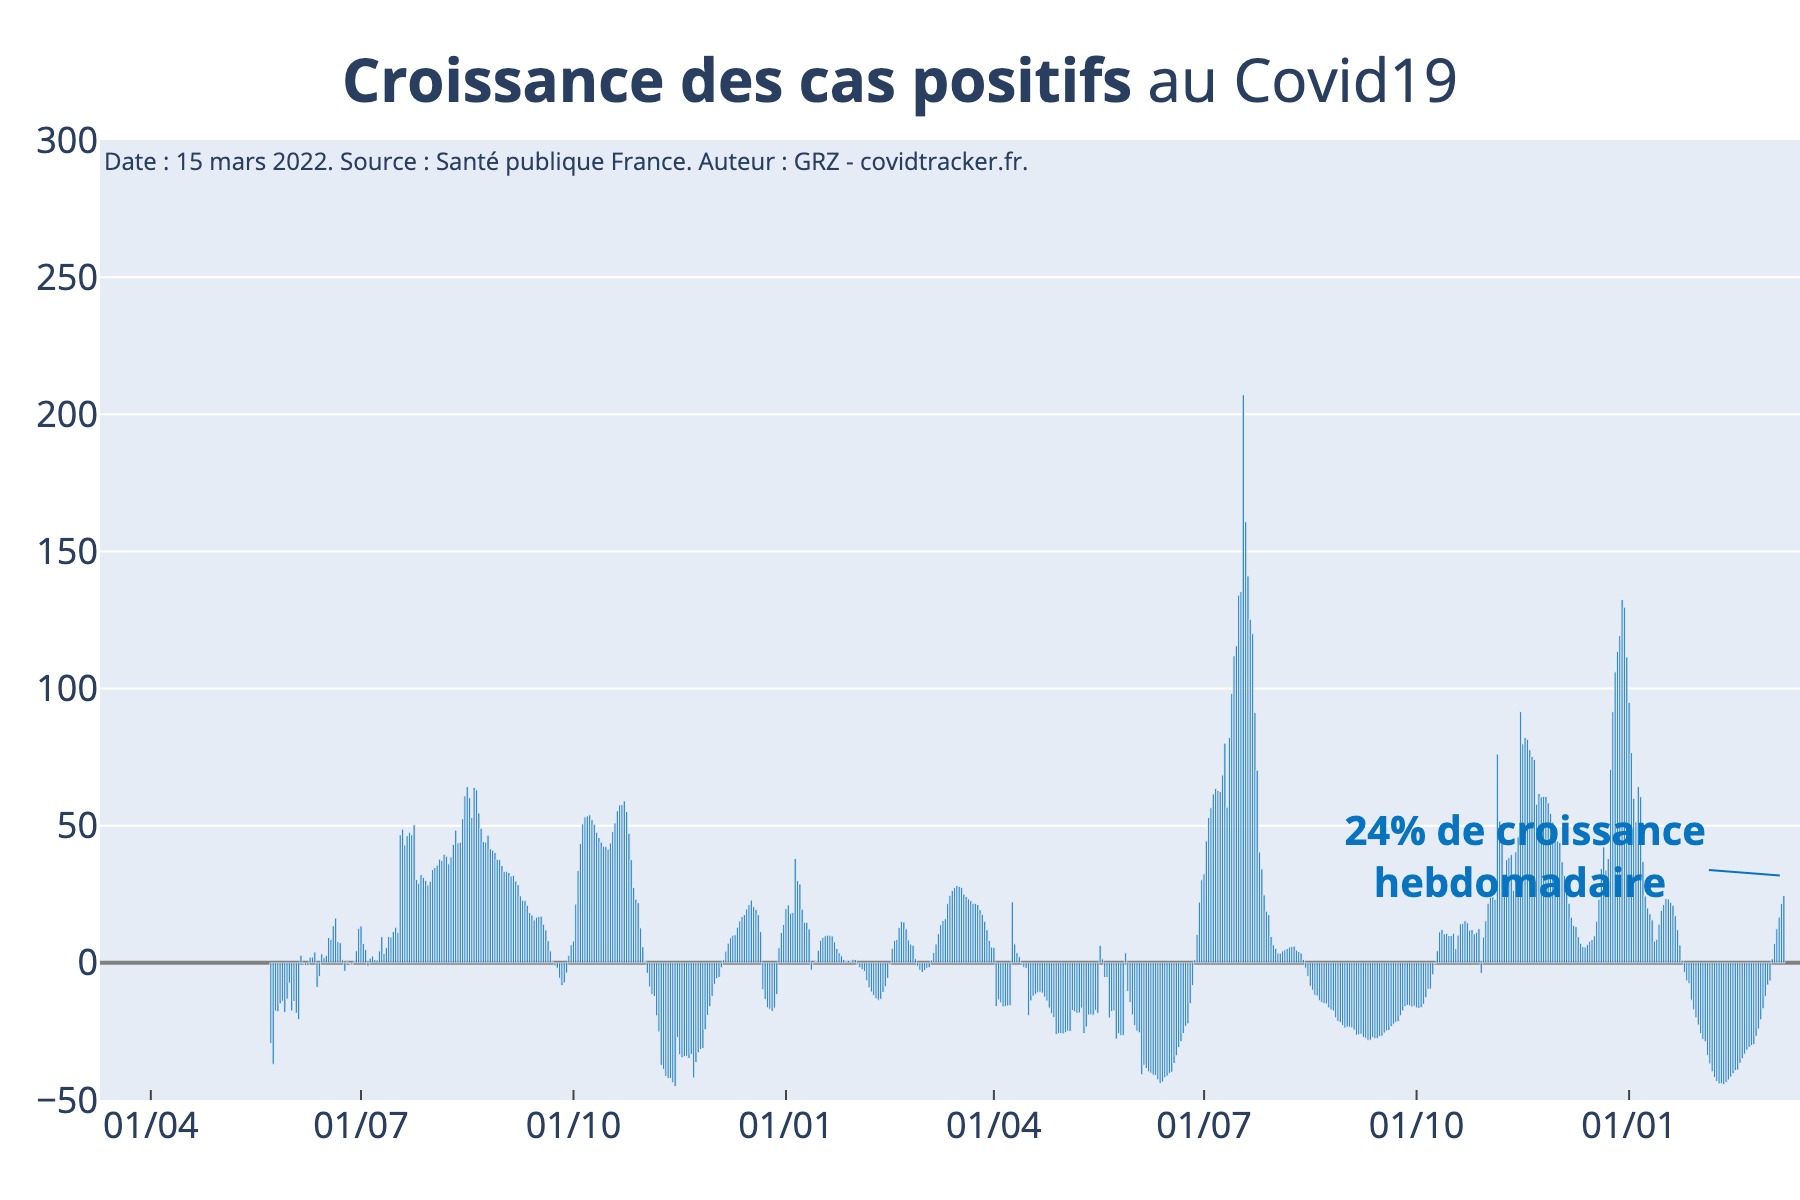 Croissance des cas positifs au Covid19
300
Date : 15 mars 2022. Source : Santé publique France. Auteur : GRZ - covidtracker.fr.
250
200
150
100
50
24% de croissance
hebdomadaire
0
−50
01/04 01/07 01/10 01/01 01/04 01/07 01/10 01/01